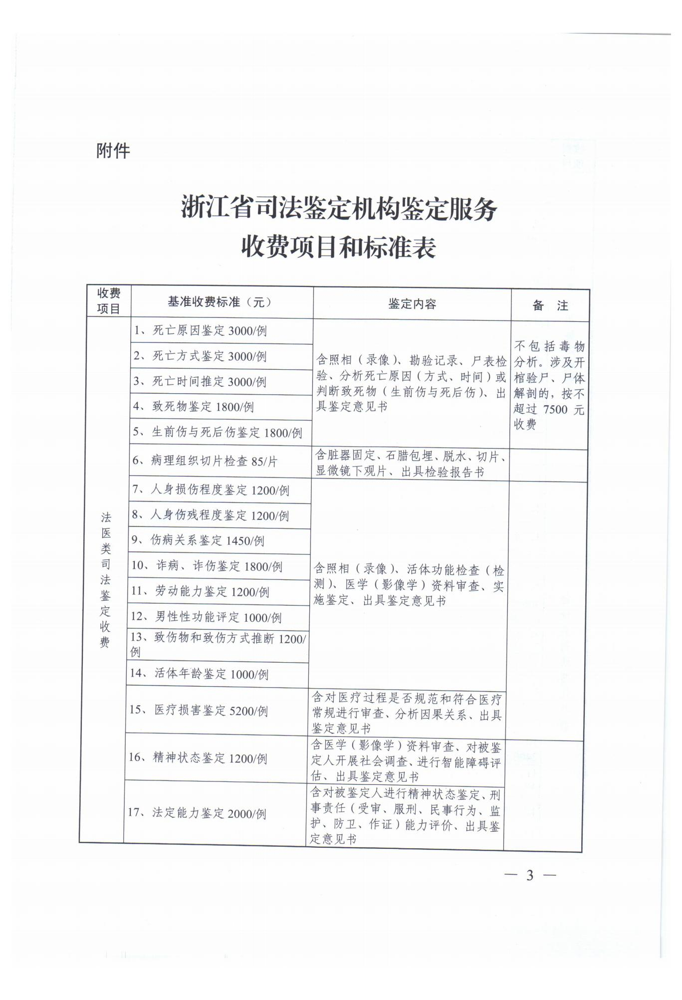 附件
浙江省司法鉴定机构鉴定服务
收费项目和标准表
收费
项目
基准收费标准（元）
鉴定内容
备 注
法医类司法鉴定收费
1、死亡原因鉴定 3000/例
2、死亡方式鉴定 3000/例
3、死亡时间推定 3000/例
4、致死物鉴定 1800/例
5、生前伤与死后伤鉴定 1800/例
含照相（录像）、勘验记录、尸表检
验、分析死亡原因（方式、时间）或
判断致死物（生前伤与死后伤）、出
具鉴定意见书
不包括毒物
分析。涉及开
棺验尸、尸体
解剖的，按不
超过 7500 元
收费
6、病理组织切片检查 85/片
含脏器固定、石腊包埋、脱水、切片、
显微镜下观片、出具检验报告书
7、人身损伤程度鉴定 1200/例
8、人身伤残程度鉴定 1200/例
9、伤病关系鉴定 1450/例
10、诈病、诈伤鉴定 1800/例
11、劳动能力鉴定 1200/例
12、男性性功能评定 1000/例
13、致伤物和致伤方式推断 1200/
例
14、活体年龄鉴定 1000/例
含照相（录像）、活体功能检查（检
测）、医学（影像学）资料审查、实
施鉴定、出具鉴定意见书
15、医疗损害鉴定 5200/例
含对医疗过程是否规范和符合医疗
常规进行审查、分析因果关系、出具
鉴定意见书
16、精神状态鉴定 1200/例
含医学（影像学）资料审查、对被鉴
定人开展社会调查、进行智能障碍评
估、出具鉴定意见书
17、法定能力鉴定 2000/例
含对被鉴定人进行精神状态鉴定、刑
事责任（受审、服刑、民事行为、监
护、防卫、作证）能力评价、出具鉴
定意见书
— 3 —